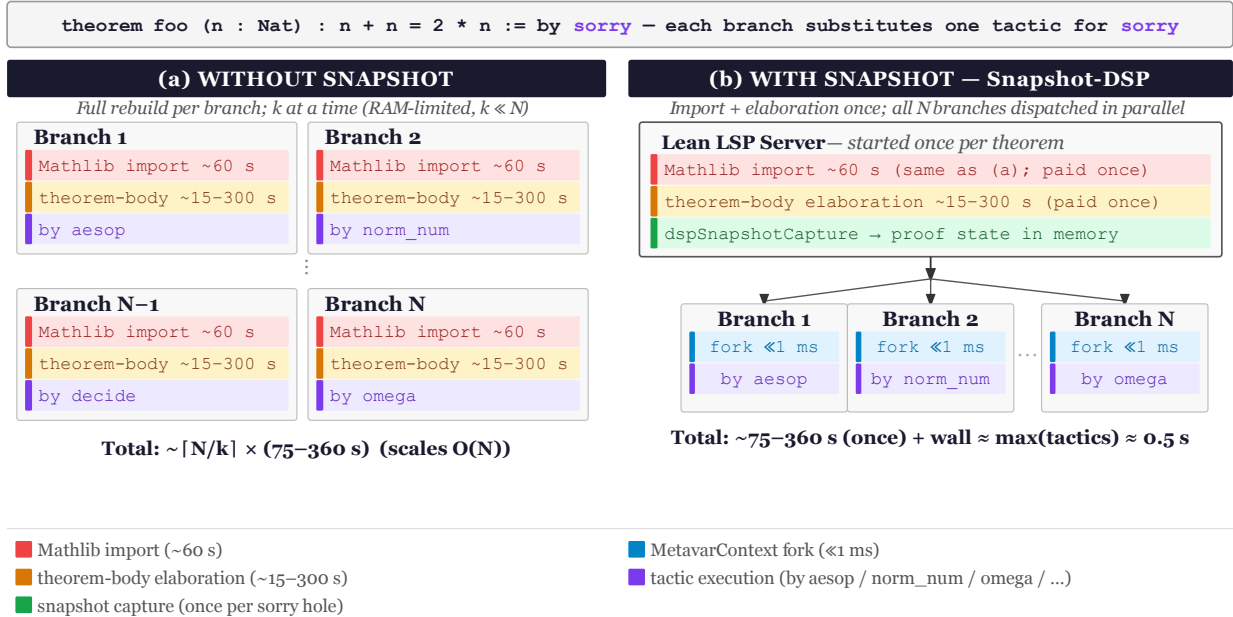 theorem foo (n : Nat) : n + n = 2 * n := by sorry — each branch substitutes one tactic for sorry
(a) WITHOUT SNAPSHOT
Full rebuild per branch; k at a time (RAM-limited, k ≪ N)
Branch 1
Mathlib import ~60 s
theorem-body ~15–300 s
by aesop
Branch 2
Mathlib import ~60 s
theorem-body ~15–300 s
by norm_num
⋮
Branch N−1
Mathlib import ~60 s
theorem-body ~15–300 s
by decide
Branch N
Mathlib import ~60 s
theorem-body ~15–300 s
by omega
Total: ~⌈N/k⌉ × (75–360 s) (scales O(N))
(b) WITH SNAPSHOT — Snapshot-DSP
Import + elaboration once; all N branches dispatched in parallel
Lean LSP Server — started once per theorem
Mathlib import ~60 s (same as (a); paid once)
theorem-body elaboration ~15–300 s (paid once)
dspSnapshotCapture → proof state in memory
Branch 1
fork ≪1 ms
by aesop
Branch 2
fork ≪1 ms
by norm_num
...
Branch N
fork ≪1 ms
by omega
Total: ~75–360 s (once) + wall ≈ max(tactics) ≈ 0.5 s
Mathlib import (~60 s)
theorem-body elaboration (~15–300 s)
snapshot capture (once per sorry hole)
MetavarContext fork (≪1 ms)
tactic execution (by aesop / norm_num / omega / ...)